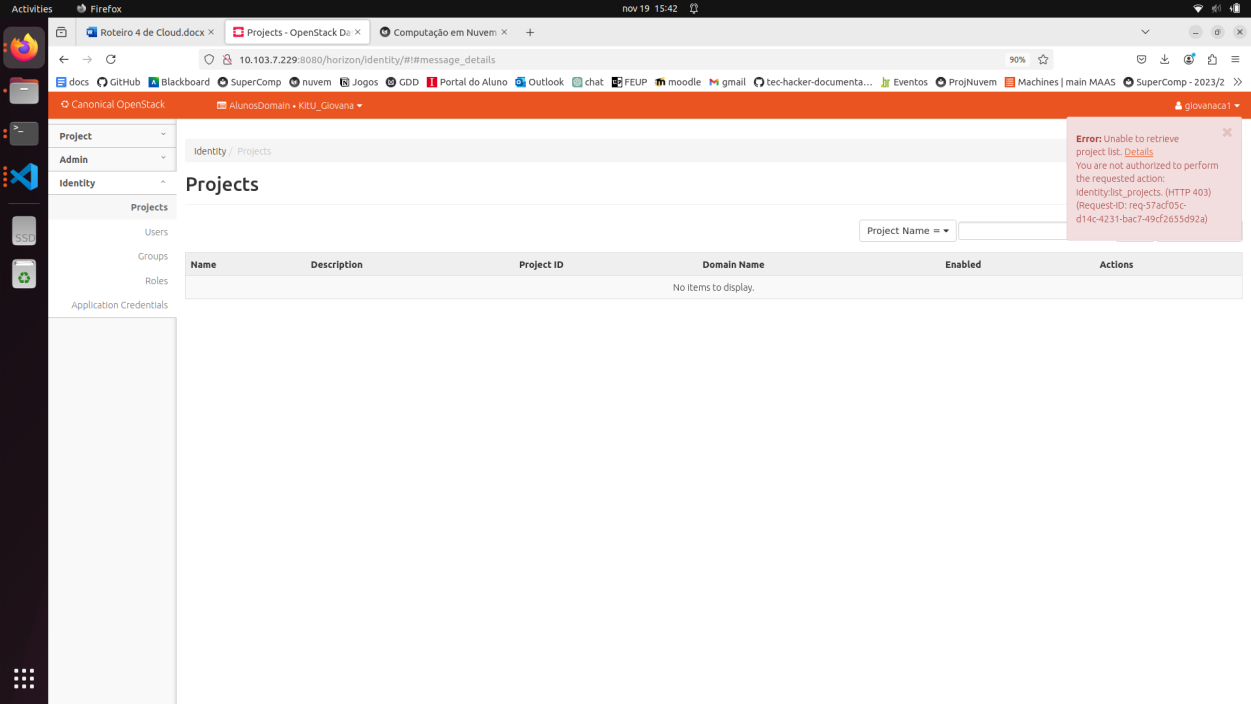 Activities
Firefox
nov 19 15:42
Roteiro 4 de Cloud.docx
Projects - OpenStack Da
Computação em Nuvem
10.103.7.229:8080/horizon/identity/#!#message_details
90%
docs
GitHub
Blackboard
SuperComp
nuvem
Jogos
GDD
Portal do Aluno
Outlook
chat
FEUP
moodle
gmail
tec-hacker-documenta…
Eventos
ProjNuvem
Machines | main MAAS
SuperComp - 2023/2
Canonical OpenStack
AlunosDomain • KitU_Giovana
giovanaca1
Project
Admin
Identity
Projects
Users
Groups
Roles
Application Credentials
Identity / Projects
Projects
Error: Unable to retrieve
project list. Details
You are not authorized to perform
the requested action:
identity:list_projects. (HTTP 403)
(Request-ID: req-57acf05c-
d14c-4231-bac7-49cf2655d92a)
Project Name =
Name Description Project ID Domain Name Enabled Actions
No items to display.
SSD